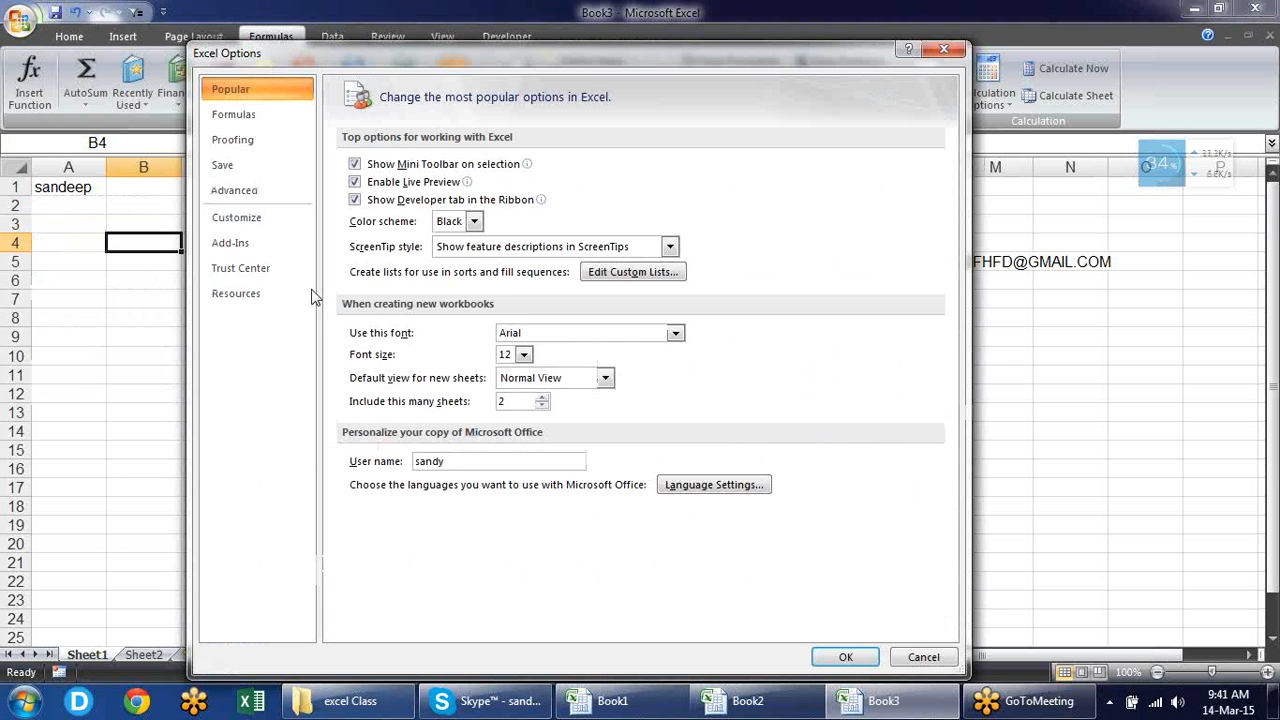 Book3 - Microsoft Excel
Home Insert Page Layout Formulas Data Review View Developer
Excel Options
Insert Function
AutoSum
Recently Used
Calculate Now
Calculate Sheet
Calculation
B4
A B M N O P
34%
1 sandeep
2
3
4
5 FHFD@GMAIL.COM
6
7
8
9
10
11
12
13
14
15
16
17
18
19
20
21
22
23
24
25
Popular
Formulas
Proofing
Save
Advanced
Customize
Add-Ins
Trust Center
Resources
Change the most popular options in Excel.
Top options for working with Excel
Show Mini Toolbar on selection
Enable Live Preview
Show Developer tab in the Ribbon
Color scheme: Black
ScreenTip style: Show feature descriptions in ScreenTips
Create lists for use in sorts and fill sequences: Edit Custom Lists...
When creating new workbooks
Use this font: Arial
Font size: 12
Default view for new sheets: Normal View
Include this many sheets: 2
Personalize your copy of Microsoft Office
User name: sandy
Choose the languages you want to use with Microsoft Office: Language Settings...
OK Cancel
Sheet1 Sheet2
Ready 100%
excel Class Skype™ - sand... Book1 Book2 Book3 GoToMeeting 9:41 AM
14-Mar-15